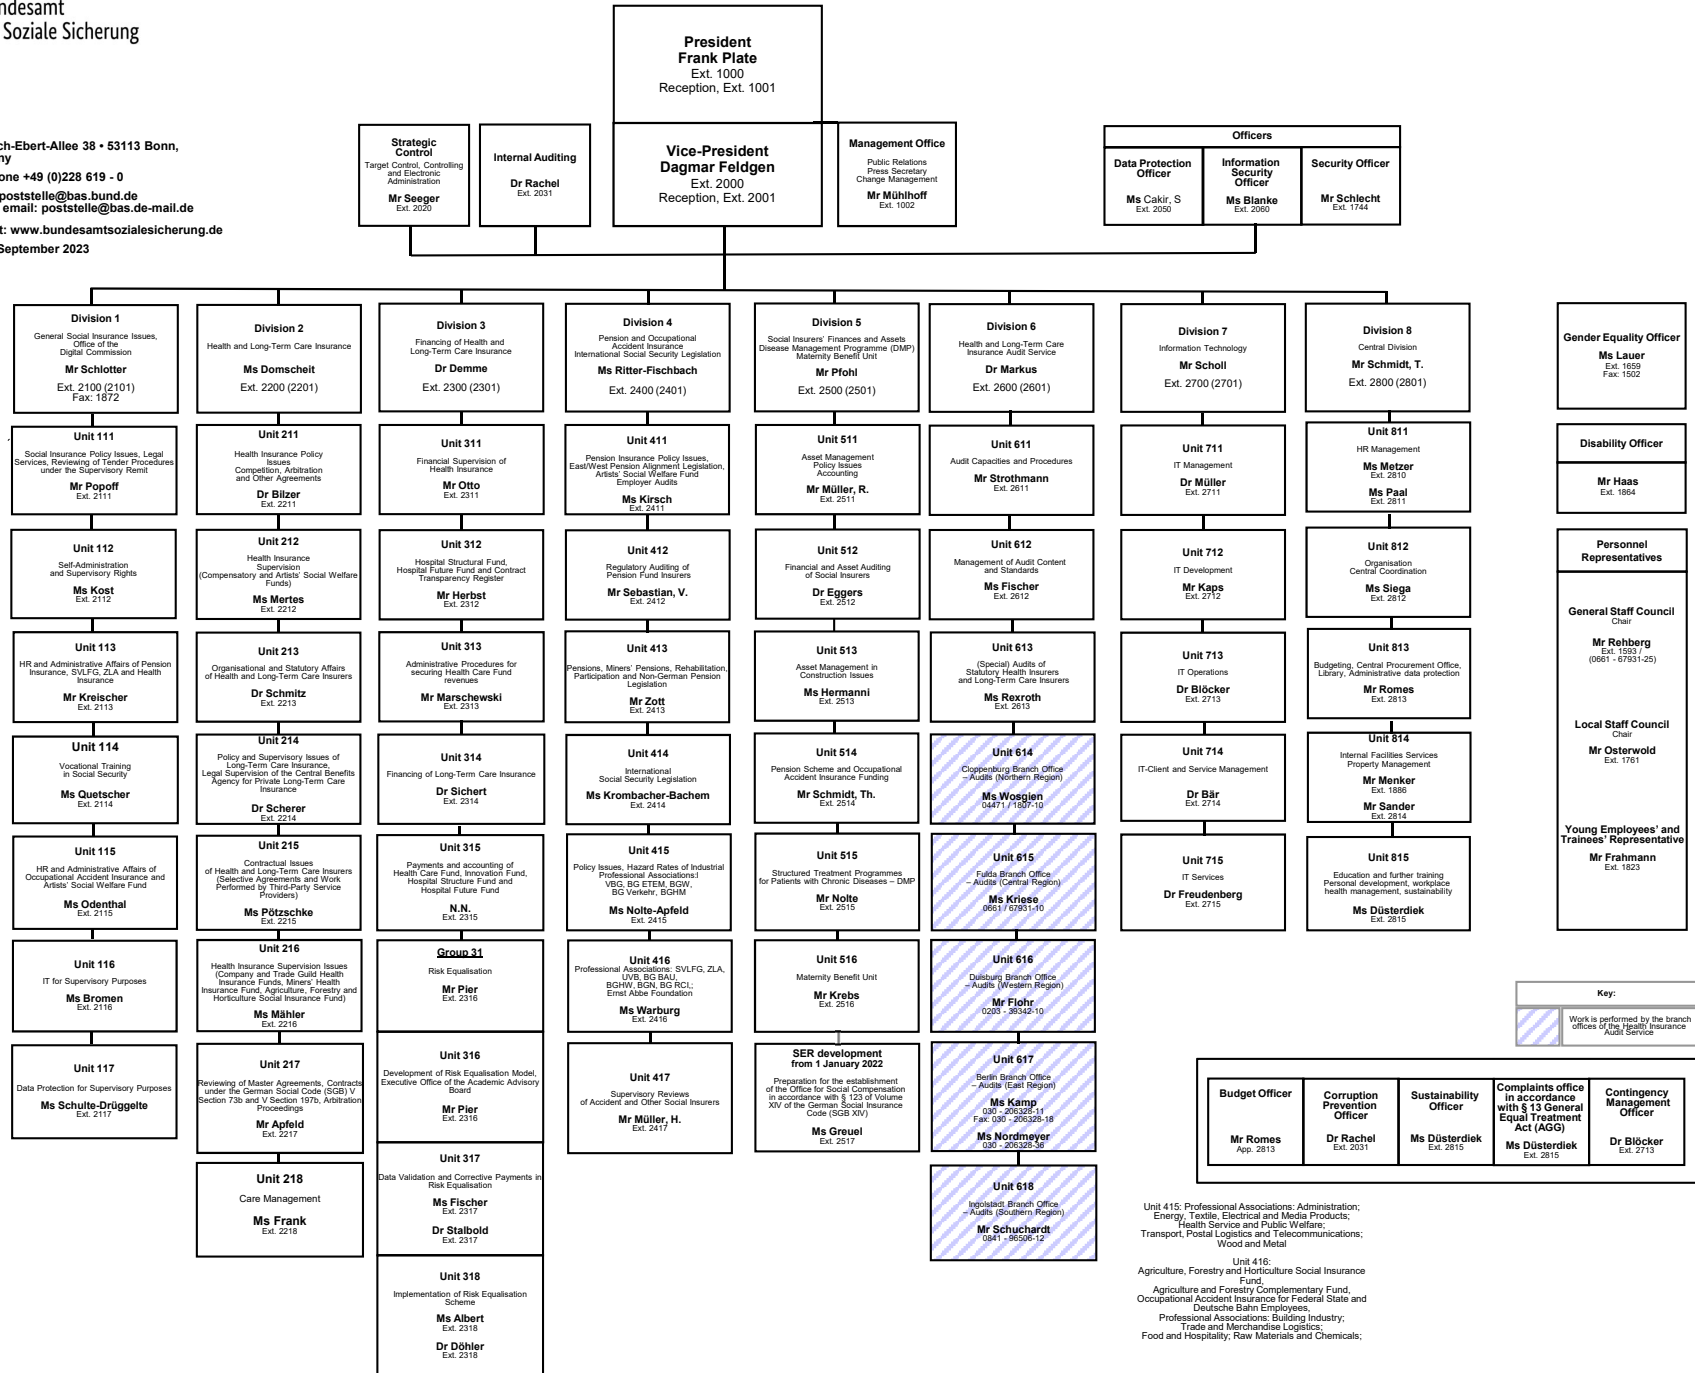 ndesamt
Soziale Sicherung
ch-Ebert-Allee 38 • 53113 Bonn,
ny
one +49 (0)228 619 - 0
poststelle@bas.bund.de
email: poststelle@bas.de-mail.de
t: www.bundesamtsozialesicherung.de
September 2023
President
Frank Plate
Ext. 1000
Reception, Ext. 1001
Vice-President
Dagmar Feldgen
Ext. 2000
Reception, Ext. 2001
Strategic
Control
Target Control, Controlling
and Electronic
Administration
Mr Seeger
Ext. 2020
Internal Auditing
Dr Rachel
Ext. 2031
Management Office
Public Relations
Press Secretary
Change Management
Mr Mühlhoff
Ext. 1002
Officers
Data Protection
Officer
Ms Cakir, S
Ext. 2050
Information
Security
Officer
Ms Blanke
Ext. 2060
Security Officer
Mr Schlecht
Ext. 1744
Division 1
General Social Insurance Issues,
Office of the
Digital Commission
Mr Schlotter
Ext. 2100 (2101)
Fax: 1872
Unit 111
Social Insurance Policy Issues, Legal
Services, Reviewing of Tender Procedures
under the Supervisory Remit
Mr Popoff
Ext. 2111
Unit 112
Self-Administration
and Supervisory Rights
Ms Kost
Ext. 2112
Unit 113
HR and Administrative Affairs of Pension
Insurance, SVLFG, ZLA and Health
Insurance
Mr Kreischer
Ext. 2113
Unit 114
Vocational Training
in Social Security
Ms Quetscher
Ext. 2114
Unit 115
HR and Administrative Affairs of
Occupational Accident Insurance and
Artists' Social Welfare Fund
Ms Odenthal
Ext. 2115
Unit 116
IT for Supervisory Purposes
Ms Bromen
Ext. 2116
Unit 117
Data Protection for Supervisory Purposes
Ms Schulte-Drüggelte
Ext. 2117
Division 2
Health and Long-Term Care Insurance
Ms Domscheit
Ext. 2200 (2201)
Unit 211
Health Insurance Policy
Issues
Competition, Arbitration
and Other Agreements
Dr Bilzer
Ext. 2211
Unit 212
Health Insurance
Supervision
(Compensatory and Artists' Social Welfare
Funds)
Ms Mertes
Ext. 2212
Unit 213
Organisational and Statutory Affairs
of Health and Long-Term Care Insurers
Dr Schmitz
Ext. 2213
Unit 214
Policy and Supervisory Issues of
Long-Term Care Insurance,
Legal Supervision of the Central Benefits
Agency for Private Long-Term Care
Insurance
Dr Scherer
Ext. 2214
Unit 215
Contractual Issues
of Health and Long-Term Care Insurers
(Selective Agreements and Work
Performed by Third-Party Service
Providers)
Ms Pötzschke
Ext. 2215
Unit 216
Health Insurance Supervision Issues
(Company and Trade Guild Health
Insurance Funds, Miners' Health
Insurance Fund, Agriculture, Forestry and
Horticulture Social Insurance Fund)
Ms Mähler
Ext. 2216
Unit 217
Reviewing of Master Agreements, Contracts
under the German Social Code (SGB) V
Section 73b and V Section 197b, Arbitration
Proceedings
Mr Apfeld
Ext. 2217
Unit 218
Care Management
Ms Frank
Ext. 2218
Division 3
Financing of Health and
Long-Term Care Insurance
Dr Demme
Ext. 2300 (2301)
Unit 311
Financial Supervision of
Health Insurance
Mr Otto
Ext. 2311
Unit 312
Hospital Structural Fund,
Hospital Future Fund and Contract
Transparency Register
Mr Herbst
Ext. 2312
Unit 313
Administrative Procedures for
securing Health Care Fund
revenues
Mr Marschewski
Ext. 2313
Unit 314
Financing of Long-Term Care Insurance
Dr Sichert
Ext. 2314
Unit 315
Payments and accounting of
Health Care Fund, Innovation Fund,
Hospital Structure Fund and
Hospital Future Fund
N.N.
Ext. 2315
Group 31
Risk Equalisation
Mr Pier
Ext. 2316
Unit 316
Development of Risk Equalisation Model,
Executive Office of the Academic Advisory
Board
Mr Pier
Ext. 2316
Unit 317
Data Validation and Corrective Payments in
Risk Equalisation
Ms Fischer
Ext. 2317
Dr Stalbold
Ext. 2317
Unit 318
Implementation of Risk Equalisation
Scheme
Ms Albert
Ext. 2318
Dr Döhler
Ext. 2318
Division 4
Pension and Occupational
Accident Insurance
International Social Security Legislation
Ms Ritter-Fischbach
Ext. 2400 (2401)
Unit 411
Pension Insurance Policy Issues,
East/West Pension Alignment Legislation,
Artists' Social Welfare Fund
Employer Audits
Ms Kirsch
Ext. 2411
Unit 412
Regulatory Auditing of
Pension Fund Insurers
Mr Sebastian, V.
Ext. 2412
Unit 413
Pensions, Miners' Pensions, Rehabilitation,
Participation and Non-German Pension
Legislation
Mr Zott
Ext. 2413
Unit 414
International
Social Security Legislation
Ms Krombacher-Bachem
Ext. 2414
Unit 415
Policy Issues, Hazard Rates of Industrial
Professional Associations:l
VBG, BG ETEM, BGW,
BG Verkehr, BGHM
Ms Nolte-Apfeld
Ext. 2415
Unit 416
Professional Associations: SVLFG, ZLA,
UVB, BG BAU,
BGHW, BGN, BG RCI,;
Ernst Abbe Foundation
Ms Warburg
Ext. 2416
Unit 417
Supervisory Reviews
of Accident and Other Social Insurers
Mr Müller, H.
Ext. 2417
Division 5
Social Insurers' Finances and Assets
Disease Management Programme (DMP)
Maternity Benefit Unit
Mr Pfohl
Ext. 2500 (2501)
Unit 511
Asset Management
Policy Issues
Accounting
Mr Müller, R.
Ext. 2511
Unit 512
Financial and Asset Auditing
of Social Insurers
Dr Eggers
Ext. 2512
Unit 513
Asset Management in
Construction Issues
Ms Hermanni
Ext. 2513
Unit 514
Pension Scheme and Occupational
Accident Insurance Funding
Mr Schmidt, Th.
Ext. 2514
Unit 515
Structured Treatment Programmes
for Patients with Chronic Diseases – DMP
Mr Nolte
Ext. 2515
Unit 516
Maternity Benefit Unit
Mr Krebs
Ext. 2516
SER development
from 1 January 2022
Preparation for the establishment
of the Office for Social Compensation
in accordance with § 123 of Volume
XIV of the German Social Insurance
Code (SGB XIV)
Ms Greuel
Ext. 2517
Division 6
Health and Long-Term Care
Insurance Audit Service
Dr Markus
Ext. 2600 (2601)
Unit 611
Audit Capacities and Procedures
Mr Strothmann
Ext. 2611
Unit 612
Management of Audit Content
and Standards
Ms Fischer
Ext. 2612
Unit 613
(Special) Audits of
Statutory Health Insurers
and Long-Term Care Insurers
Ms Rexroth
Ext. 2613
Unit 614
Cloppenburg Branch Office
– Audits (Northern Region)
Ms Wosgien
04471 / 1807-10
Unit 615
Fulda Branch Office
– Audits (Central Region)
Ms Kriese
0661 / 67931-10
Unit 616
Duisburg Branch Office
– Audits (Western Region)
Mr Flohr
0203 - 39342-10
Unit 617
Berlin Branch Office
– Audits (East Region)
Ms Kamp
030 - 206328-11
Fax: 030 - 206328-18
Ms Nordmeyer
030 - 206328-36
Unit 618
Ingolstadt Branch Office
– Audits (Southern Region)
Mr Schuchardt
0841 - 96506-12
Division 7
Information Technology
Mr Scholl
Ext. 2700 (2701)
Unit 711
IT Management
Dr Müller
Ext. 2711
Unit 712
IT Development
Mr Kaps
Ext. 2712
Unit 713
IT Operations
Dr Blöcker
Ext. 2713
Unit 714
IT-Client and Service Management
Dr Bär
Ext. 2714
Unit 715
IT Services
Dr Freudenberg
Ext. 2715
Division 8
Central Division
Mr Schmidt, T.
Ext. 2800 (2801)
Unit 811
HR Management
Ms Metzer
Ext. 2810
Ms Paal
Ext. 2811
Unit 812
Organisation
Central Coordination
Ms Siega
Ext. 2812
Unit 813
Budgeting, Central Procurement Office,
Library, Administrative data protection
Mr Romes
Ext. 2813
Unit 814
Internal Facilities Services
Property Management
Mr Menker
Ext. 1886
Mr Sander
Ext. 2814
Unit 815
Education and further training
Personal development, workplace
health management, sustainability
Ms Düsterdiek
Ext. 2815
Gender Equality Officer
Ms Lauer
Ext. 1659
Fax: 1502
Disability Officer
Mr Haas
Ext. 1864
Personnel
Representatives
General Staff Council
Chair
Mr Rehberg
Ext. 1593 /
(0661 - 67931-25)
Local Staff Council
Chair
Mr Osterwold
Ext. 1761
Young Employees' and
Trainees' Representative
Mr Frahmann
Ext. 1823
Key:
Work is performed by the branch
offices of the Health Insurance
Audit Service
Budget Officer
Mr Romes
App. 2813
Corruption
Prevention
Officer
Dr Rachel
Ext. 2031
Sustainability
Officer
Ms Düsterdiek
Ext. 2815
Complaints office
in accordance
with § 13 General
Equal Treatment
Act (AGG)
Ms Düsterdiek
Ext. 2815
Contingency
Management
Officer
Dr Blöcker
Ext. 2713
Unit 415: Professional Associations: Administration;
Energy, Textile, Electrical and Media Products;
Health Service and Public Welfare;
Transport, Postal Logistics and Telecommunications;
Wood and Metal
Unit 416:
Agriculture, Forestry and Horticulture Social Insurance
Fund,
Agriculture and Forestry Complementary Fund,
Occupational Accident Insurance for Federal State and
Deutsche Bahn Employees,
Professional Associations: Building Industry;
Trade and Merchandise Logistics;
Food and Hospitality; Raw Materials and Chemicals;